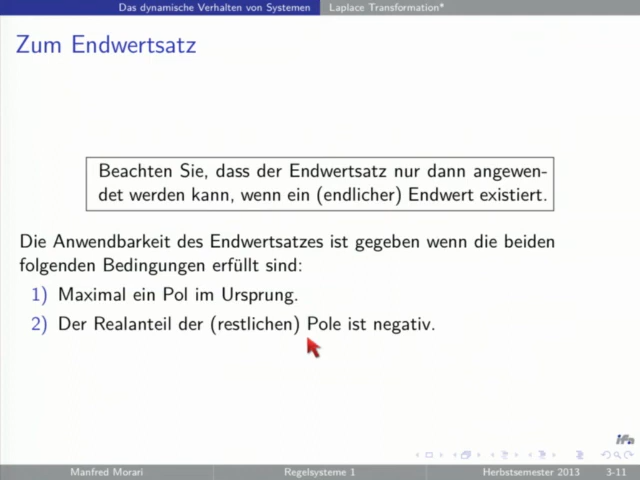 Das dynamische Verhalten von Systemen Laplace Transformation*
Zum Endwertsatz
Beachten Sie, dass der Endwertsatz nur dann angewen-
det werden kann, wenn ein (endlicher) Endwert existiert.
Die Anwendbarkeit des Endwertsatzes ist gegeben wenn die beiden
folgenden Bedingungen erfüllt sind:
1) Maximal ein Pol im Ursprung.
2) Der Realanteil der (restlichen) Pole ist negativ.
ifa
Manfred Morari Regelsysteme 1 Herbstsemester 2013 3-11